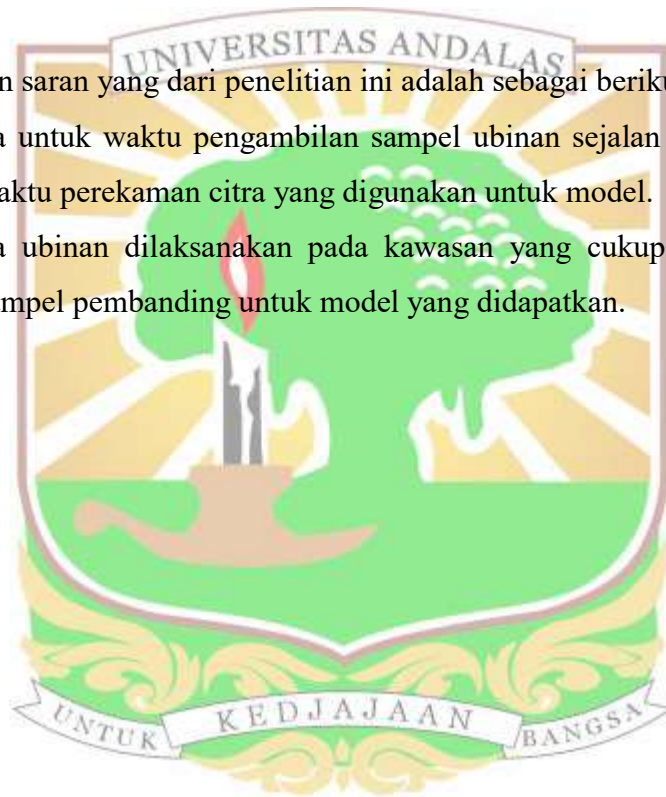 UNIVERSITAS ANDALAS
n saran yang dari penelitian ini adalah sebagai beriku
a untuk waktu pengambilan sampel ubinan sejalan
aktu perekaman citra yang digunakan untuk model.
a ubinan dilaksanakan pada kawasan yang cukup
mpel pembanding untuk model yang didapatkan.
UNTUK KEDJAJAAN BANGSA